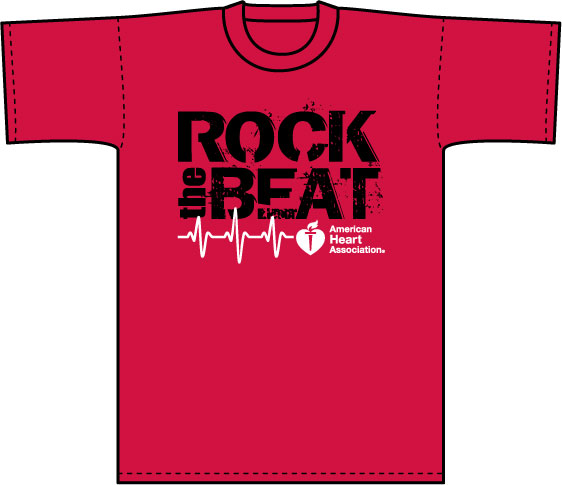 ROCK
the BEAT
American
Heart
Association®